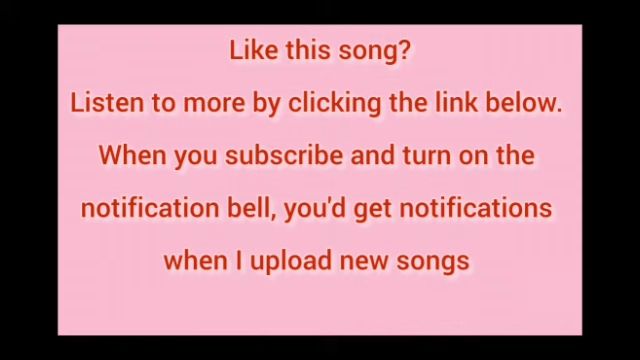 Like this song?
Listen to more by clicking the link below.
When you subscribe and turn on the
notification bell, you'd get notifications
when I upload new songs